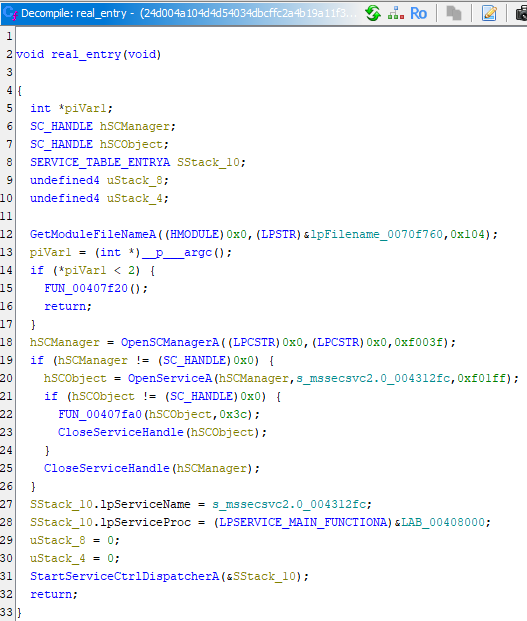 Decompile: real_entry - (24d004a104d4d54034dbcffc2a4b19a11f3...
Ro
1
2 void real_entry(void)
3
4 {
5 int *piVar1;
6 SC_HANDLE hSCManager;
7 SC_HANDLE hSCObject;
8 SERVICE_TABLE_ENTRYA SStack_10;
9 undefined4 uStack_8;
10 undefined4 uStack_4;
11
12 GetModuleFileNameA((HMODULE)0x0,(LPSTR)&lpFilename_0070f760,0x104);
13 piVar1 = (int *)__p___argc();
14 if (*piVar1 < 2) {
15 FUN_00407f20();
16 return;
17 }
18 hSCManager = OpenSCManagerA((LPCSTR)0x0,(LPCSTR)0x0,0xf003f);
19 if (hSCManager != (SC_HANDLE)0x0) {
20 hSCObject = OpenServiceA(hSCManager,s_mssecsvc2.0_004312fc,0xf01ff);
21 if (hSCObject != (SC_HANDLE)0x0) {
22 FUN_00407fa0(hSCObject,0x3c);
23 CloseServiceHandle(hSCObject);
24 }
25 CloseServiceHandle(hSCManager);
26 }
27 SStack_10.lpServiceName = s_mssecsvc2.0_004312fc;
28 SStack_10.lpServiceProc = (LPSERVICE_MAIN_FUNCTIONA)&LAB_00408000;
29 uStack_8 = 0;
30 uStack_4 = 0;
31 StartServiceCtrlDispatcherA(&SStack_10);
32 return;
33 }